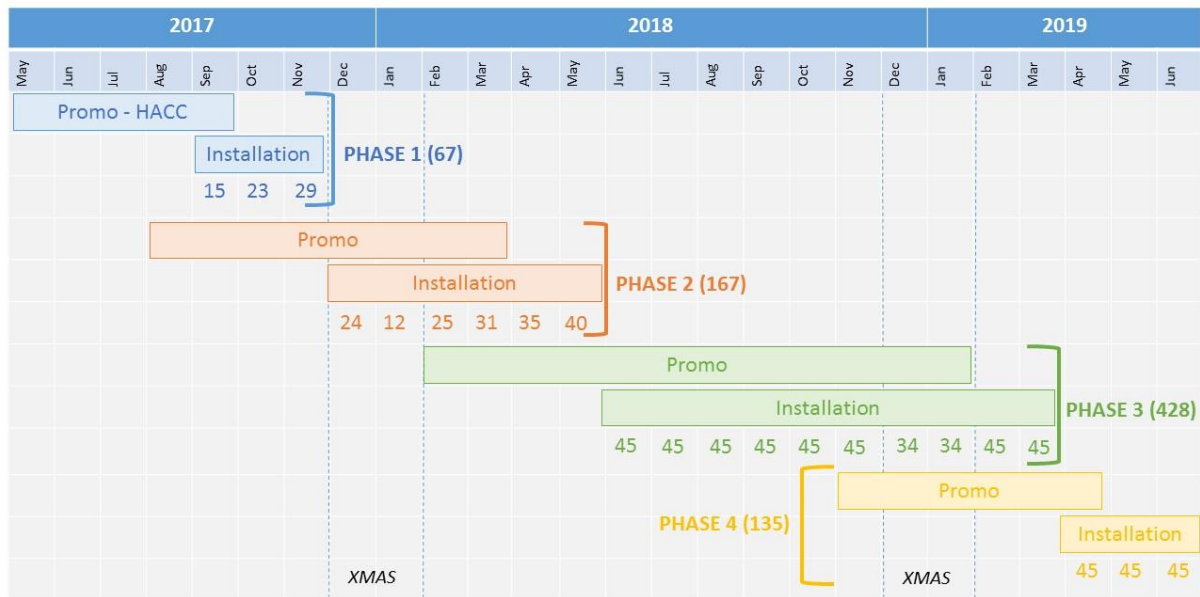 2017 2018 2019
May Jun Jul Aug Sep Oct Nov Dec Jan Feb Mar Apr May Jun Jul Aug Sep Oct Nov Dec Jan Feb Mar Apr May Jun
Promo - HACC
Installation PHASE 1 (67)
15 23 29
Promo
Installation PHASE 2 (167)
24 12 25 31 35 40
Promo
Installation PHASE 3 (428)
45 45 45 45 45 45 34 34 45 45
Promo
PHASE 4 (135) Installation
45 45 45
XMAS XMAS